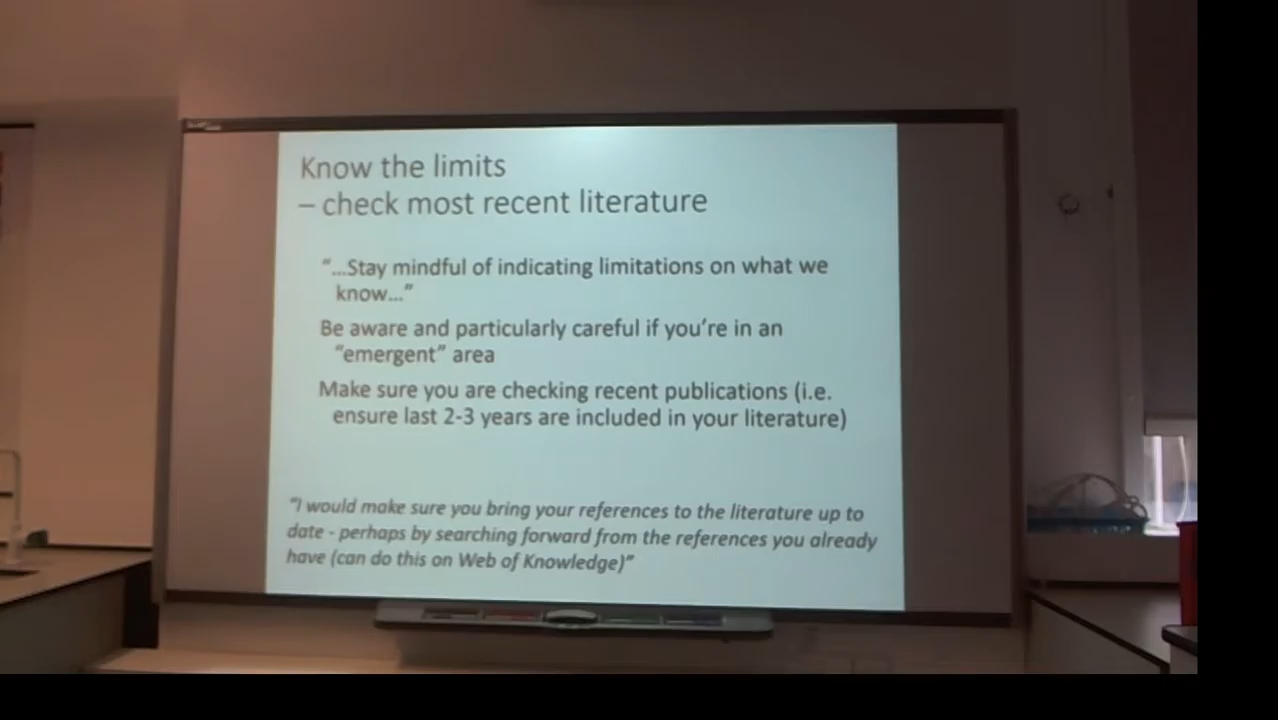 Know the limits
– check most recent literature
“...Stay mindful of indicating limitations on what we
know...”
Be aware and particularly careful if you’re in an
“emergent” area
Make sure you are checking recent publications (i.e.
ensure last 2-3 years are included in your literature)
“I would make sure you bring your references to the literature up to
date - perhaps by searching forward from the references you already
have (can do this on Web of Knowledge)”